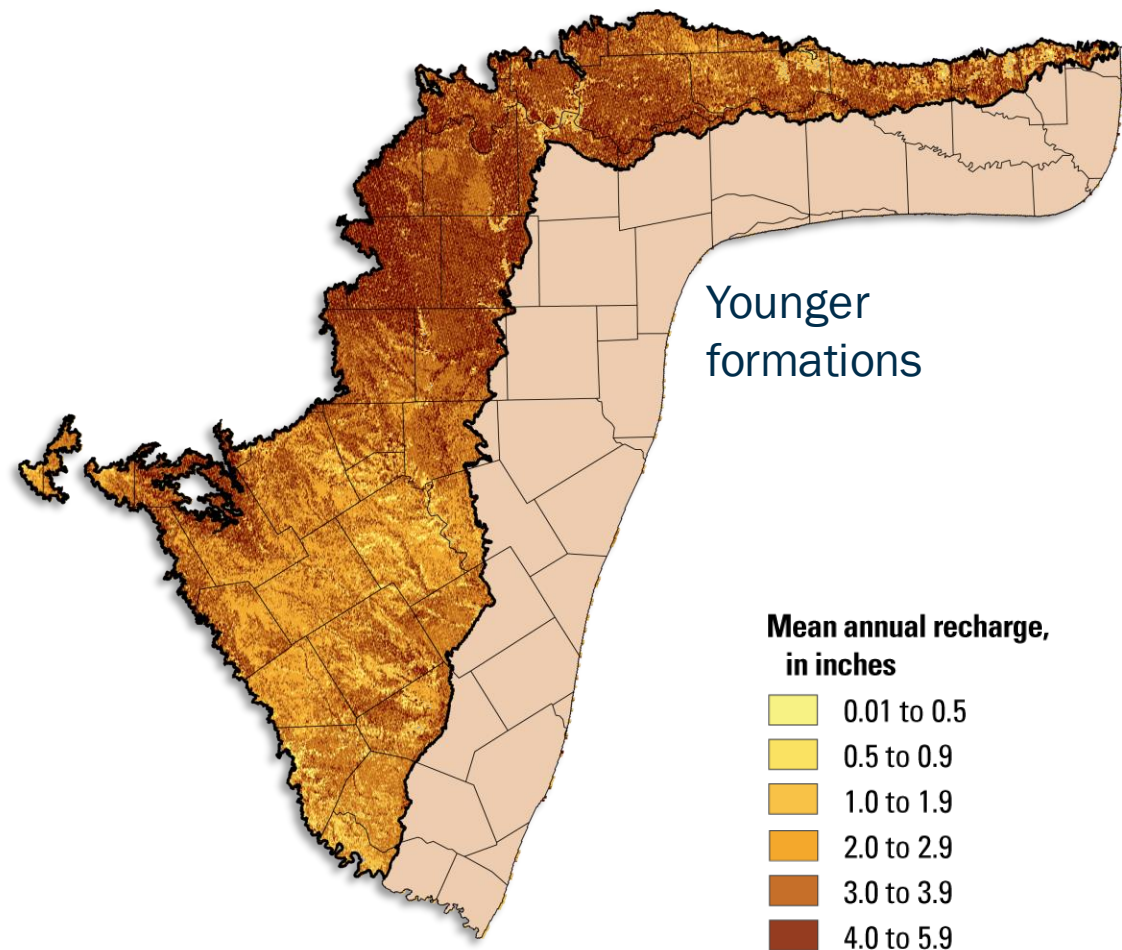 Younger
formations
Mean annual recharge,
in inches
0.01 to 0.5
0.5 to 0.9
1.0 to 1.9
2.0 to 2.9
3.0 to 3.9
4.0 to 5.9